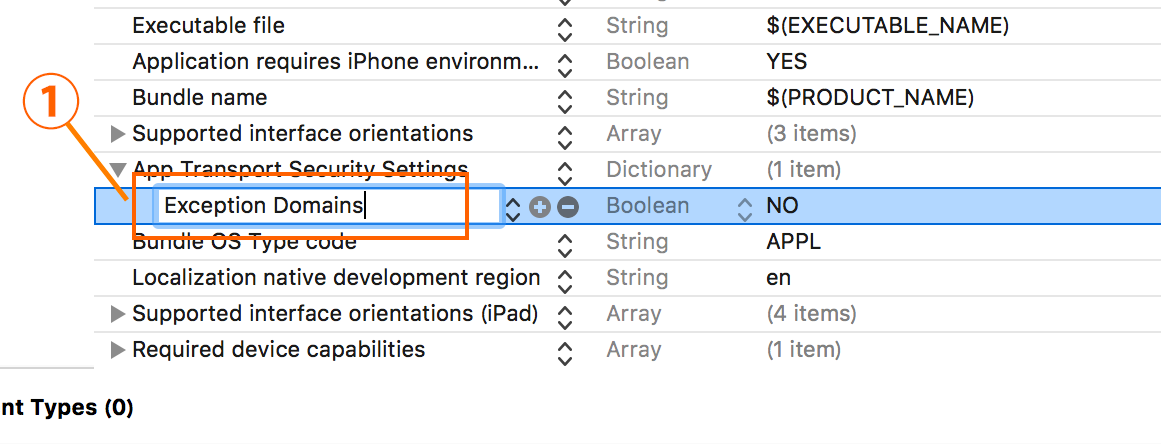 Executable file String $(EXECUTABLE_NAME)
Application requires iPhone environm... Boolean YES
Bundle name String $(PRODUCT_NAME)
1
Supported interface orientations Array (3 items)
App Transport Security Settings Dictionary (1 item)
Exception Domains Boolean NO
Bundle OS Type code String APPL
Localization native development region String en
Supported interface orientations (iPad) Array (4 items)
Required device capabilities Array (1 item)
nt Types (0)